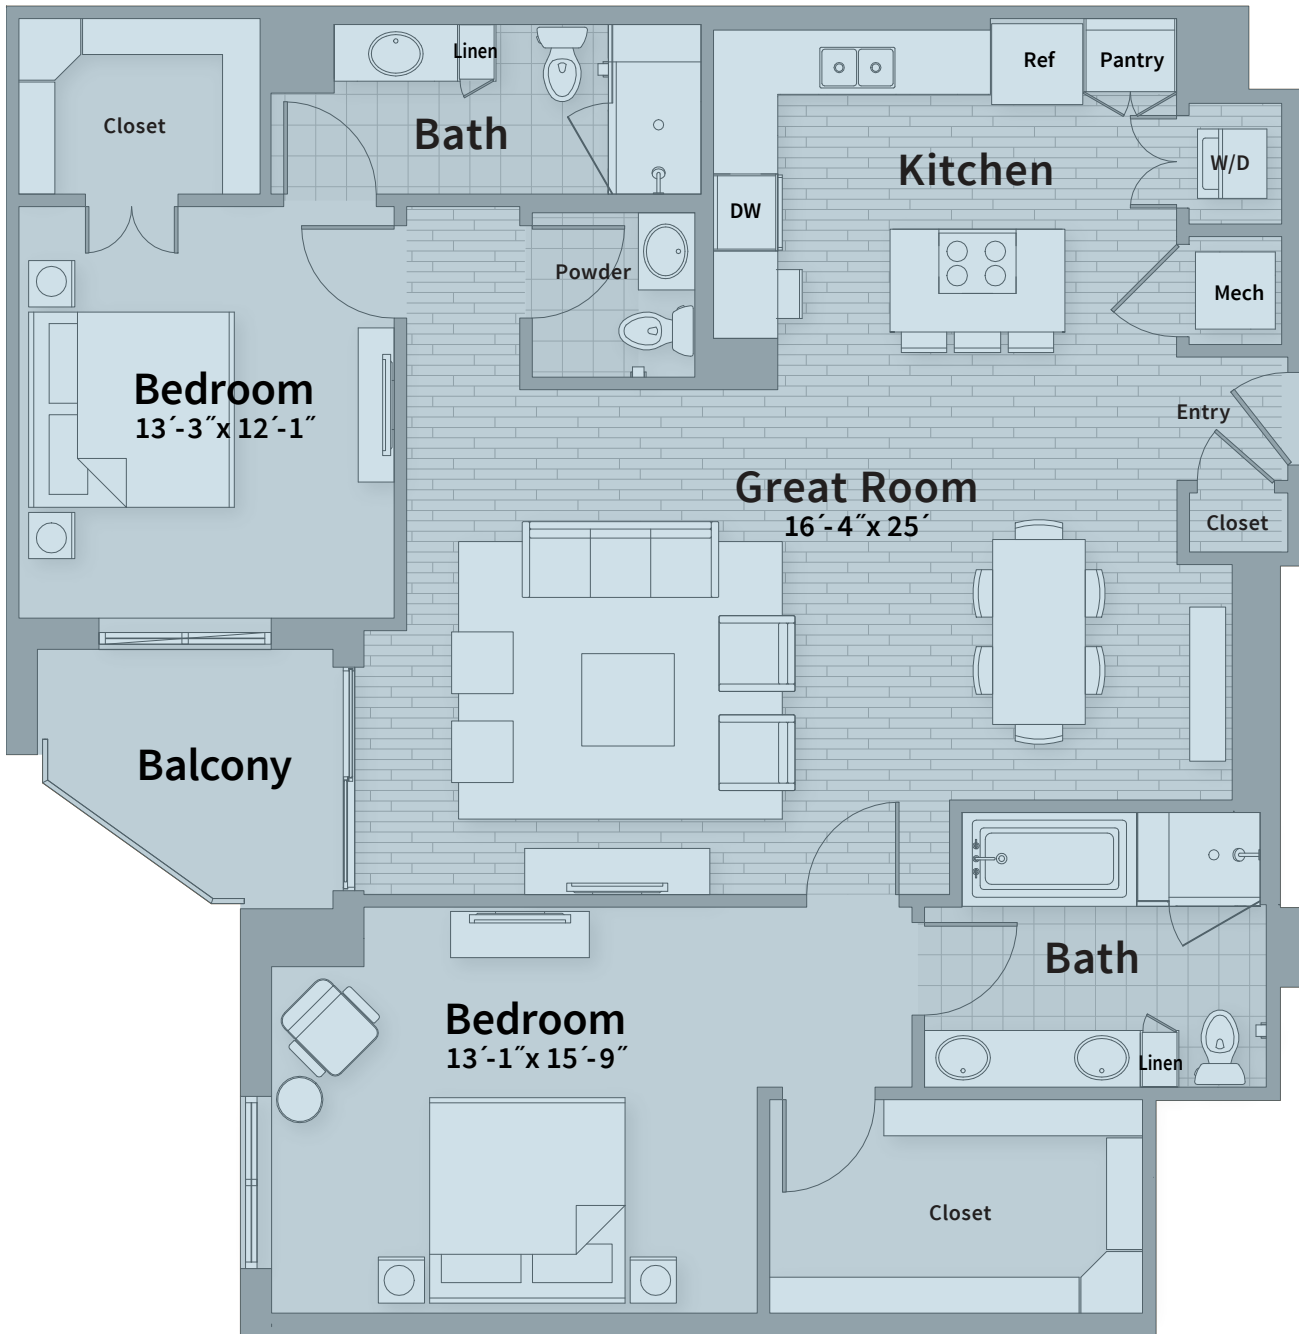 Linen
Ref
Pantry
Closet
Bath
Kitchen
W/D
DW
Powder
Mech
Bedroom
13´-3˝x 12´-1˝
Entry
Great Room
16´-4˝x 25´
Closet
Balcony
Bath
Bedroom
13´-1˝x 15´-9˝
Linen
Closet